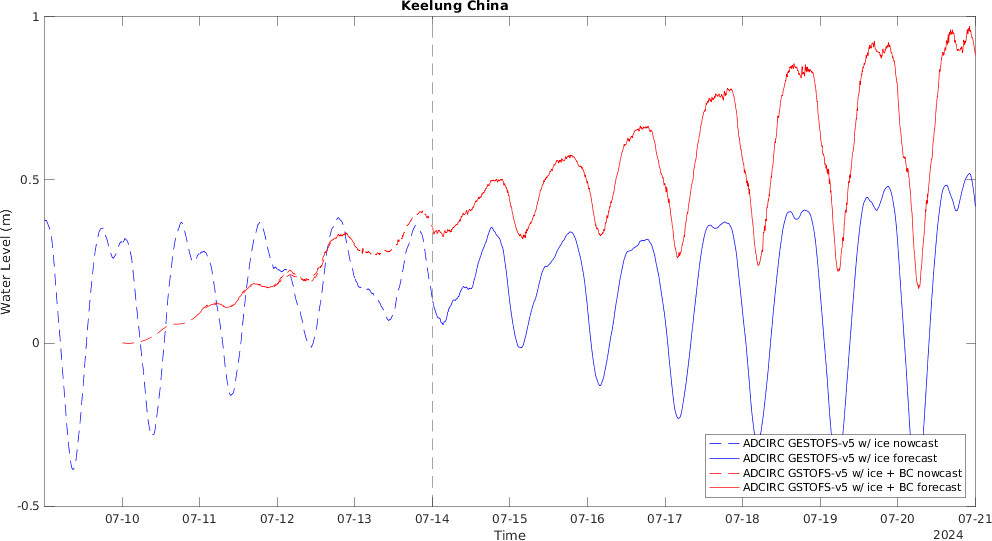 Keelung China
1
0.5
0
-0.5
Water Level (m)
07-10 07-11 07-12 07-13 07-14 07-15 07-16 07-17 07-18 07-19 07-20 07-21
Time
2024
ADCIRC GESTOFS-v5 w/ ice nowcast
ADCIRC GESTOFS-v5 w/ ice forecast
ADCIRC GSTOFS-v5 w/ ice + BC nowcast
ADCIRC GSTOFS-v5 w/ ice + BC forecast